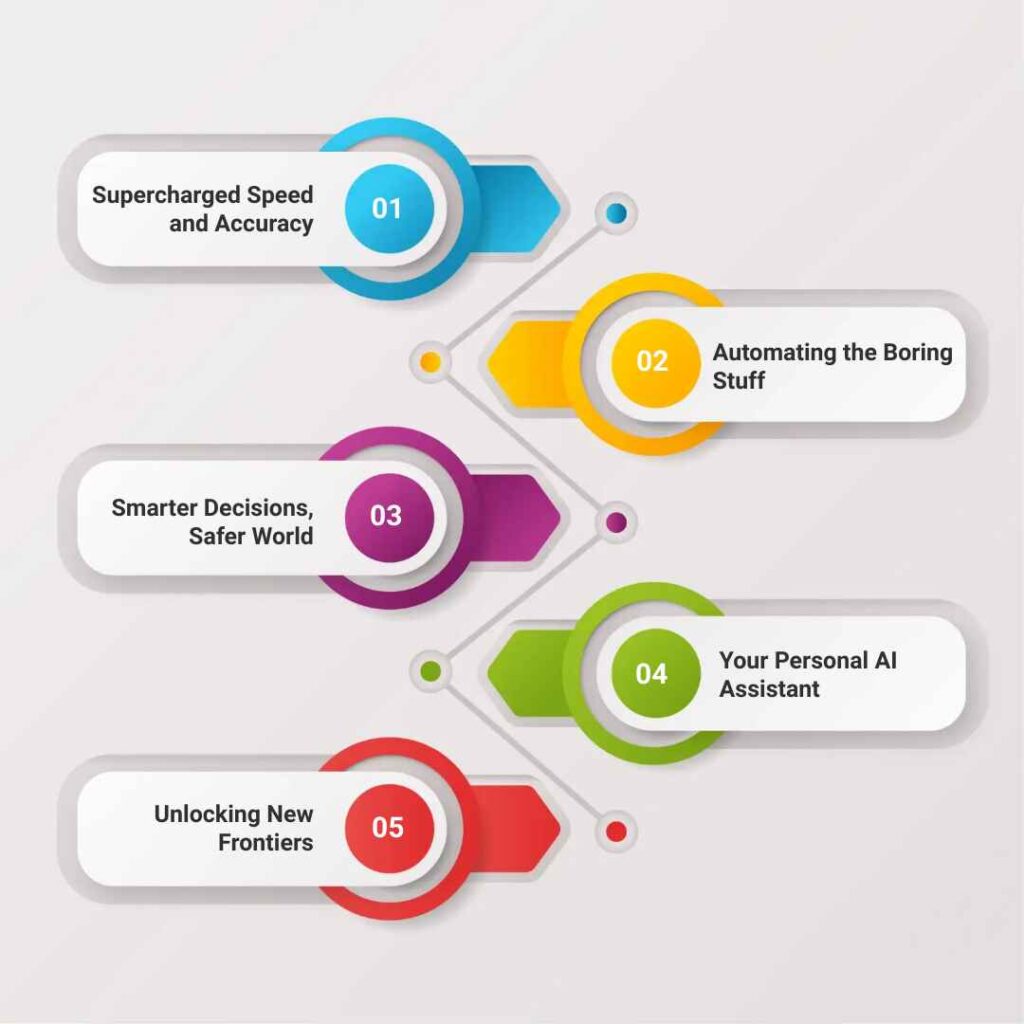 Supercharged Speed
and Accuracy
01
02
Automating the Boring
Stuff
Smarter Decisions,
Safer World
03
04
Your Personal AI
Assistant
Unlocking New
Frontiers
05